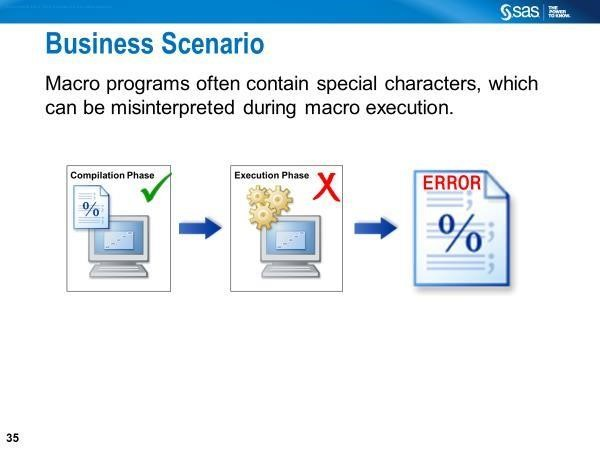 sas
THE
POWER
TO KNOW.
Business Scenario
Macro programs often contain special characters, which
can be misinterpreted during macro execution.
Compilation Phase
%
Execution Phase
X
ERROR
%
;
;
35